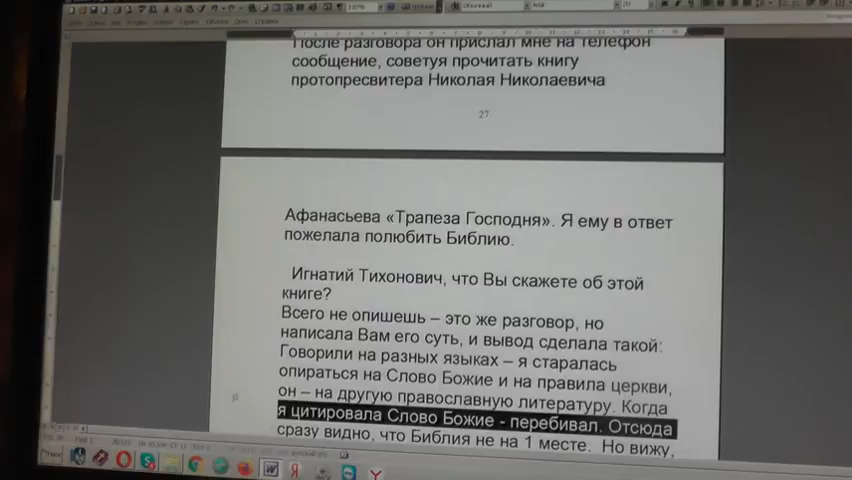 После разговора он прислал мне на телефон
сообщение, советуя прочитать книгу
протопресвитера Николая Николаевича
27
Афанасьева «Трапеза Господня». Я ему в ответ
пожелала полюбить Библию.
Игнатий Тихонович, что Вы скажете об этой
книге?
Всего не опишешь – это же разговор, но
написала Вам его суть, и вывод сделала такой:
Говорили на разных языках – я старалась
опираться на Слово Божие и на правила церкви,
он – на другую православную литературу. Когда
я цитировала Слово Божие - перебивал. Отсюда
сразу видно, что Библия не на 1 месте. Но вижу,